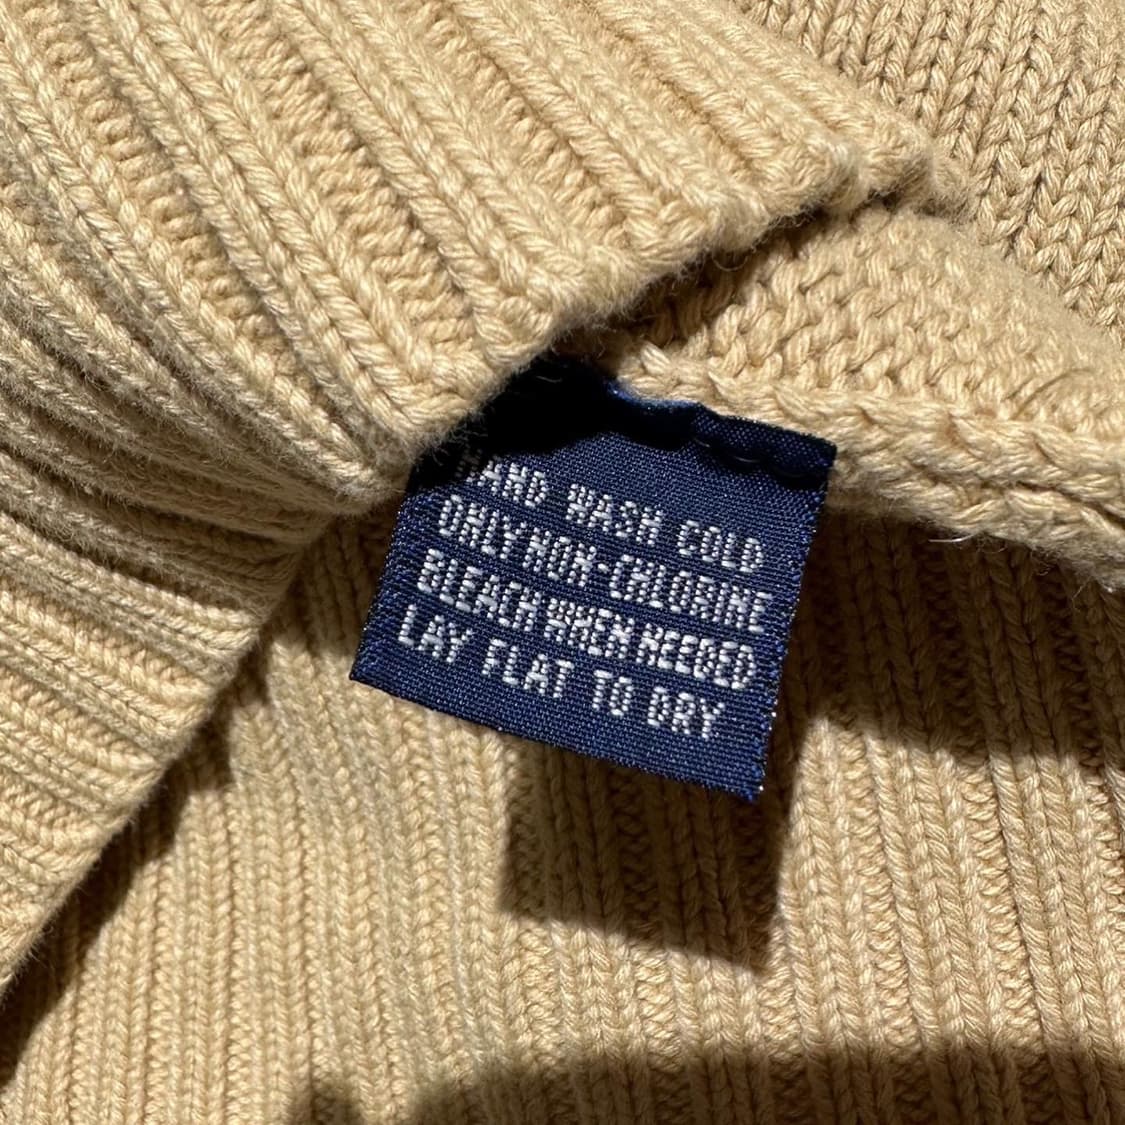 HAND WASH COLD
ONLY NON-CHLORINE
BLEACH WHEN NEEDED
LAY FLAT TO DRY